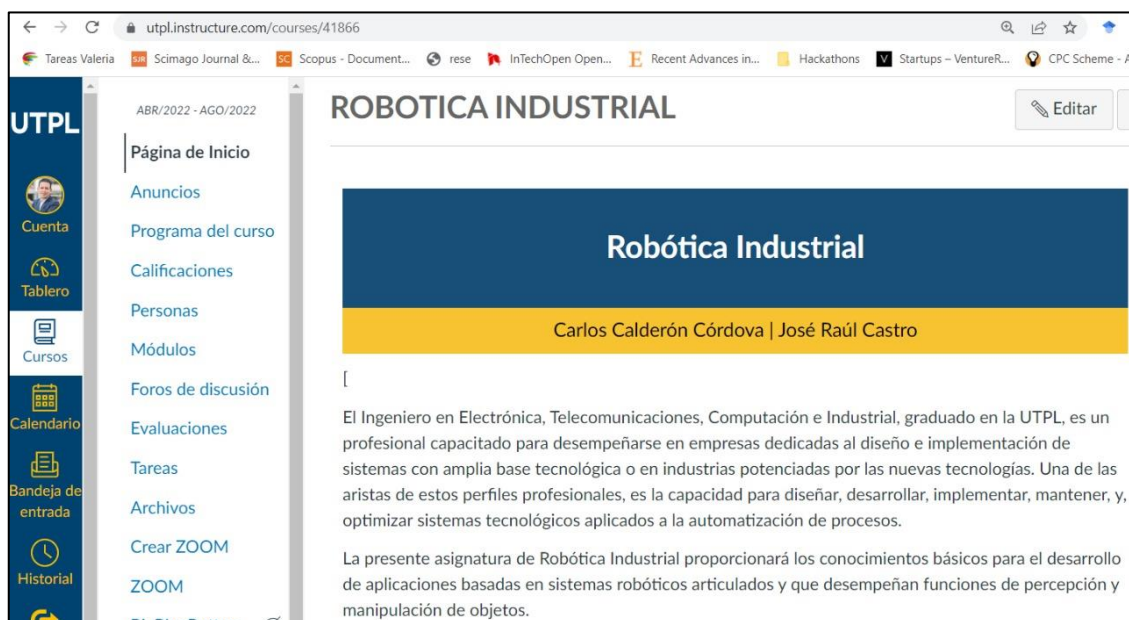 utpl.instructure.com/courses/41866
Tareas Valeria
SJR Scimago Journal &...
SC Scopus - Document...
rese
InTechOpen Open...
E Recent Advances in...
Hackathons
V Startups – VentureR...
CPC Scheme - A
UTPL
Cuenta
Tablero
Cursos
Calendario
Bandeja de
entrada
Historial
ABR/2022 - AGO/2022
Página de Inicio
Anuncios
Programa del curso
Calificaciones
Personas
Módulos
Foros de discusión
Evaluaciones
Tareas
Archivos
Crear ZOOM
ZOOM
ROBOTICA INDUSTRIAL
Editar
Robótica Industrial
Carlos Calderón Córdova | José Raúl Castro
[
El Ingeniero en Electrónica, Telecomunicaciones, Computación e Industrial, graduado en la UTPL, es un
profesional capacitado para desempeñarse en empresas dedicadas al diseño e implementación de
sistemas con amplia base tecnológica o en industrias potenciadas por las nuevas tecnologías. Una de las
aristas de estos perfiles profesionales, es la capacidad para diseñar, desarrollar, implementar, mantener, y,
optimizar sistemas tecnológicos aplicados a la automatización de procesos.
La presente asignatura de Robótica Industrial proporcionará los conocimientos básicos para el desarrollo
de aplicaciones basadas en sistemas robóticos articulados y que desempeñan funciones de percepción y
manipulación de objetos.